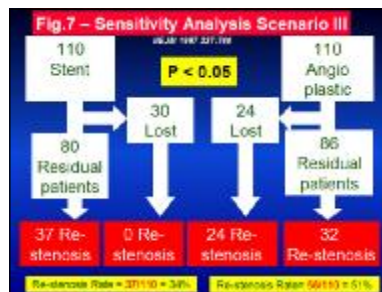 Fig.7 – Sensitivity Analysis Scenario III
110
Stent
P < 0.05
110
Angio
plastic
30
Lost
24
Lost
80
Residual
patients
86
Residual
patients
37 Re-
stenosis
0 Re-
stenosis
24 Re-
stenosis
32
Re-stenosis
Re-stenosis Rate = 37/110 = 34%
Re-stenosis Rate= 56/110 = 51%